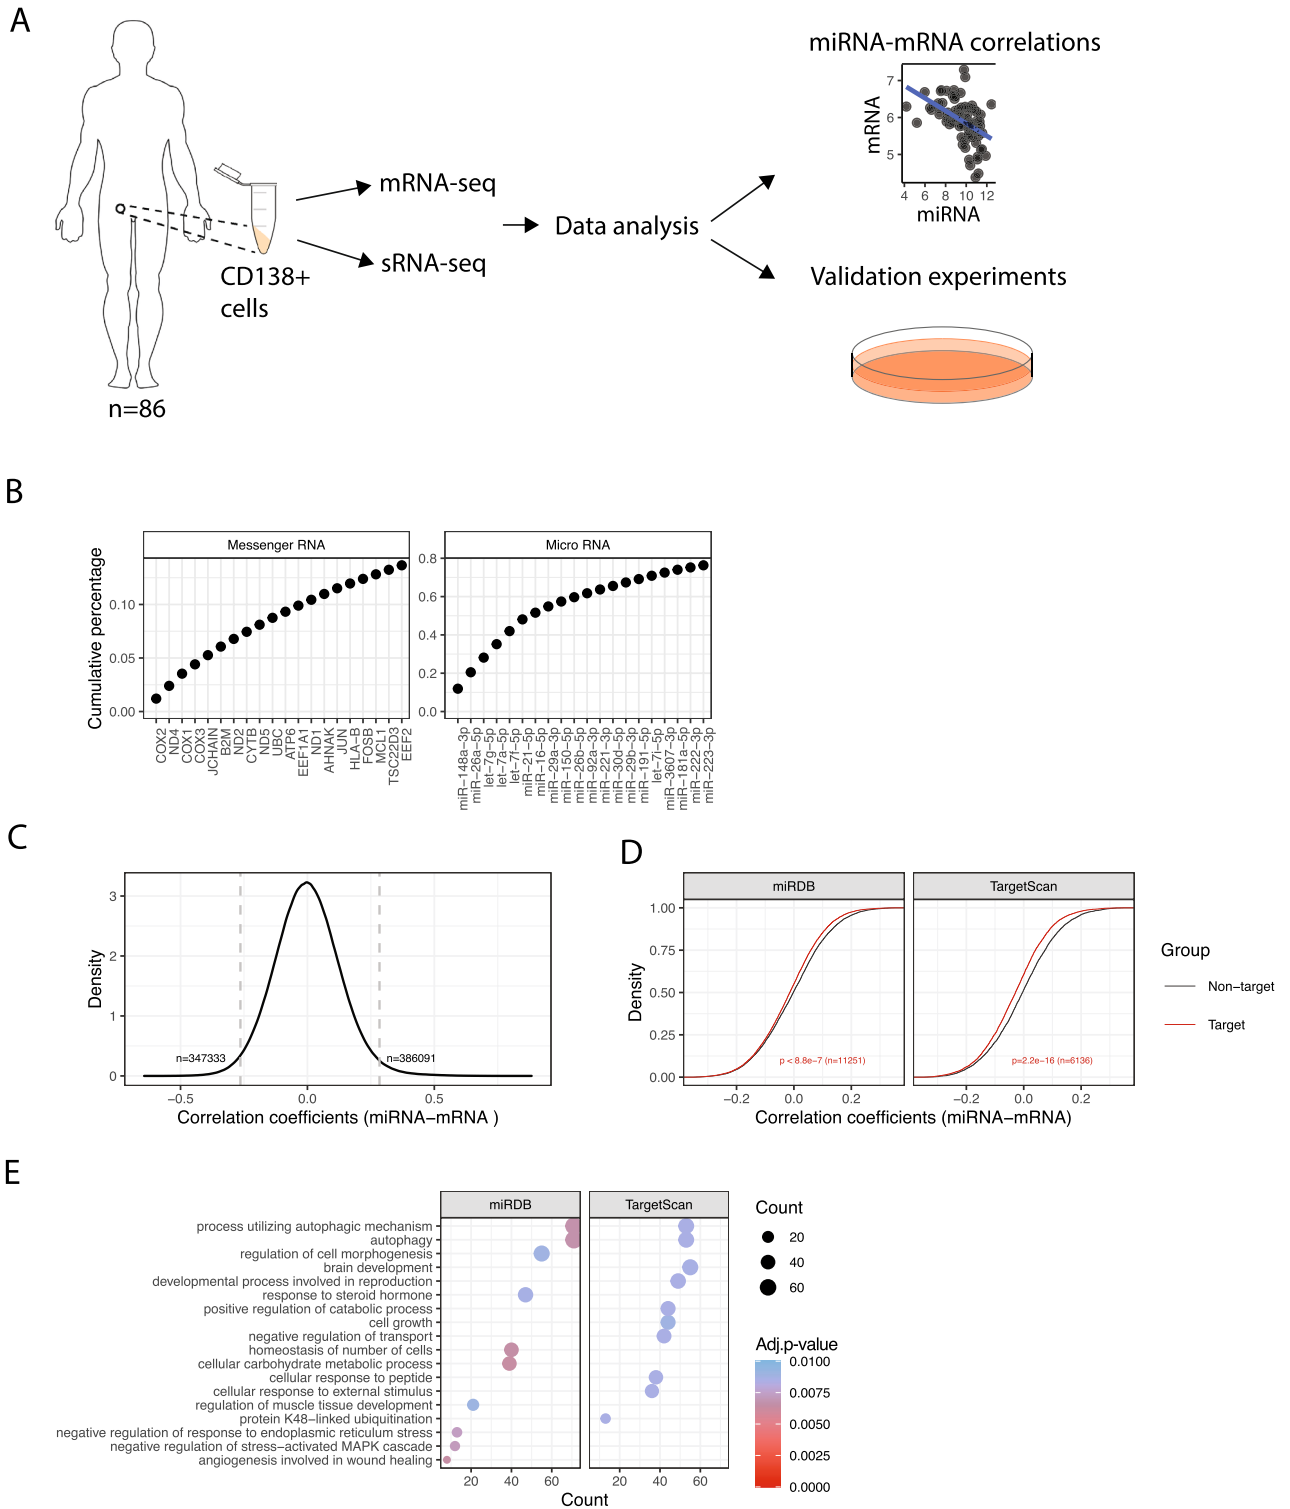 A
miRNA-mRNA correlations
7
6
5
mRNA
4 6 8 10 12
miRNA
mRNA-seq
sRNA-seq
Data analysis
CD138+
cells
Validation experiments
n=86
B
Messenger RNA
Micro RNA
Cumulative percentage
0.10
0.05
0.00
0.8
0.6
0.4
0.2
0.0
COX2
ND4
COX1
COX3
JCHAIN
B2M
ND2
CYTB
ND5
UBC
ATP6
EEF1A1
ND1
AHNAK
JUN
HLA−B
FOSB
MCL1
TSC22D3
EEF2
miR−148a−3p
miR−26a−5p
let−7g−5p
let−7a−5p
let−7f−5p
miR−21−5p
miR−16−5p
miR−29a−3p
miR−150−5p
miR−26b−5p
miR−92a−3p
miR−221−3p
miR−30d−5p
miR−29b−3p
miR−191−5p
let−7i−5p
miR−3607−3p
miR−181a−5p
miR−222−3p
miR−223−3p
C
3
2
1
0
Density
n=347333
n=386091
−0.5 0.0 0.5
Correlation coefficients (miRNA−mRNA )
D
miRDB
TargetScan
1.00
0.75
0.50
0.25
0.00
Density
p < 8.8e−7 (n=11251)
p=2.2e−16 (n=6136)
−0.2 0.0 0.2
−0.2 0.0 0.2
Correlation coefficients (miRNA−mRNA)
Group
Non−target
Target
E
miRDB
TargetScan
process utilizing autophagic mechanism
autophagy
regulation of cell morphogenesis
brain development
developmental process involved in reproduction
response to steroid hormone
positive regulation of catabolic process
cell growth
negative regulation of transport
homeostasis of number of cells
cellular carbohydrate metabolic process
cellular response to peptide
cellular response to external stimulus
regulation of muscle tissue development
protein K48−linked ubiquitination
negative regulation of response to endoplasmic reticulum stress
negative regulation of stress−activated MAPK cascade
angiogenesis involved in wound healing
20 40 60
20 40 60
Count
Count
20
40
60
Adj.p-value
0.0100
0.0075
0.0050
0.0025
0.0000